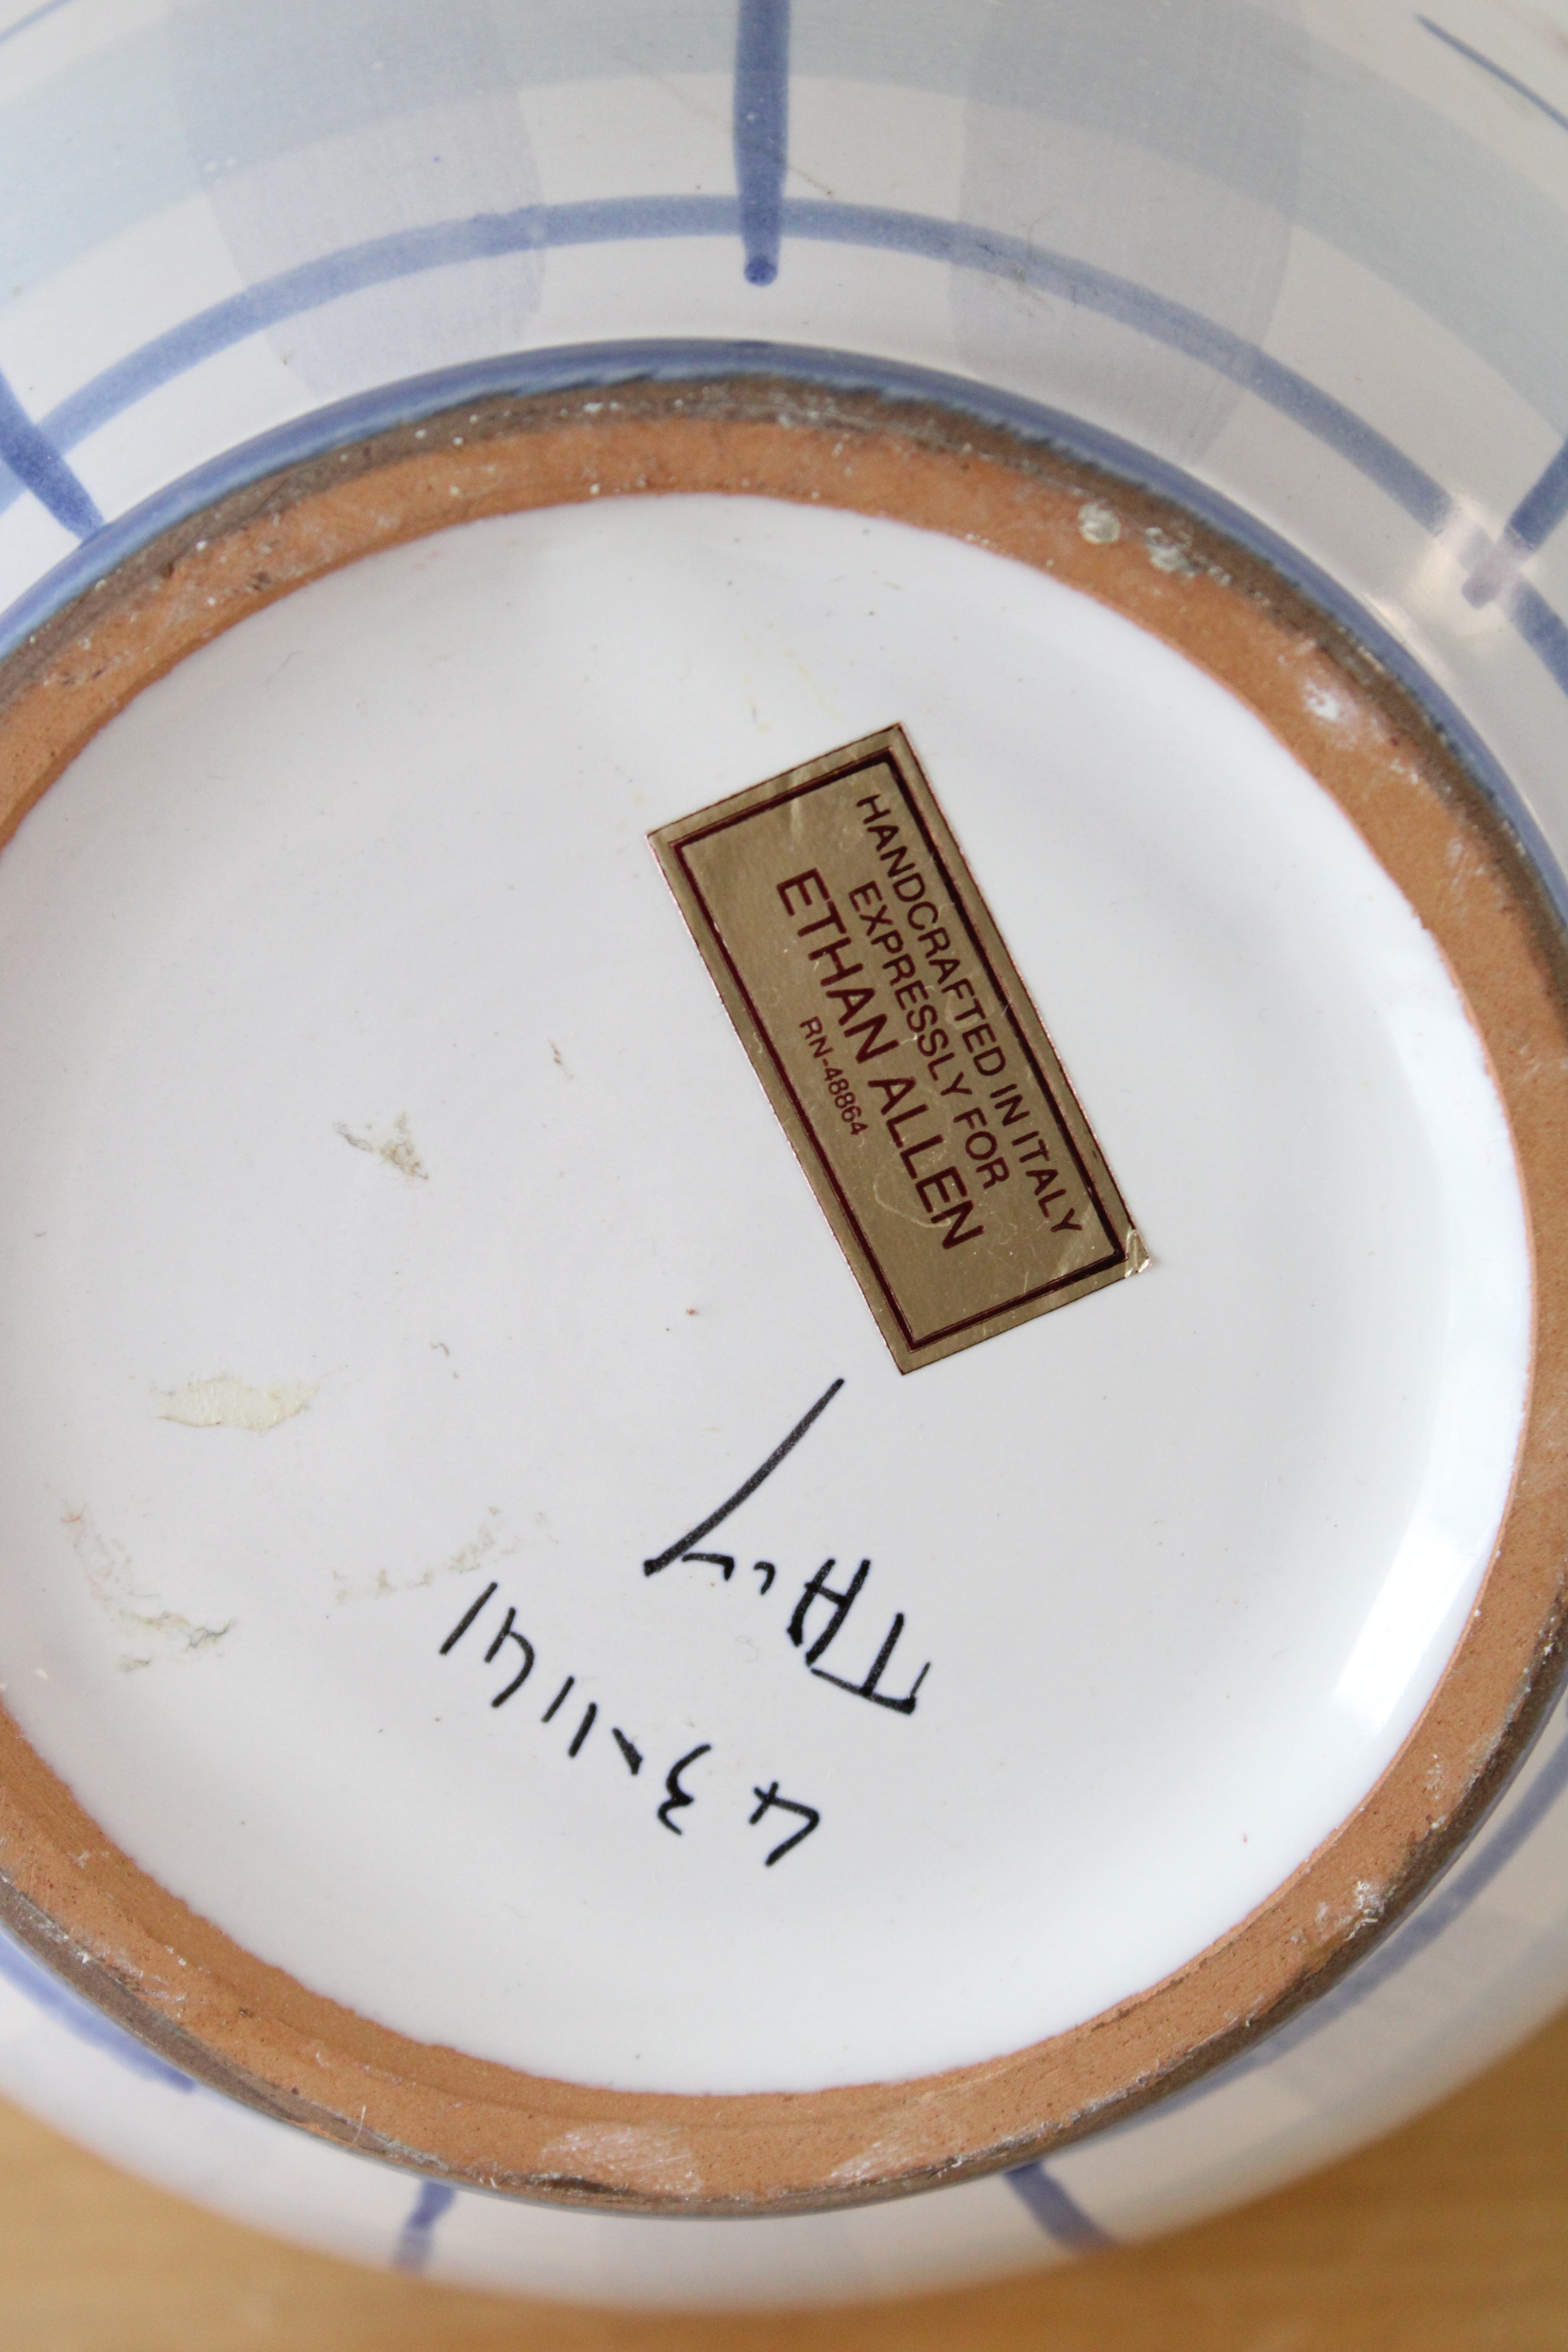 HANDCRAFTED IN ITALY
EXPRESSLY FOR
ETHAN ALLEN
RN-48864
43-1141
ITALY